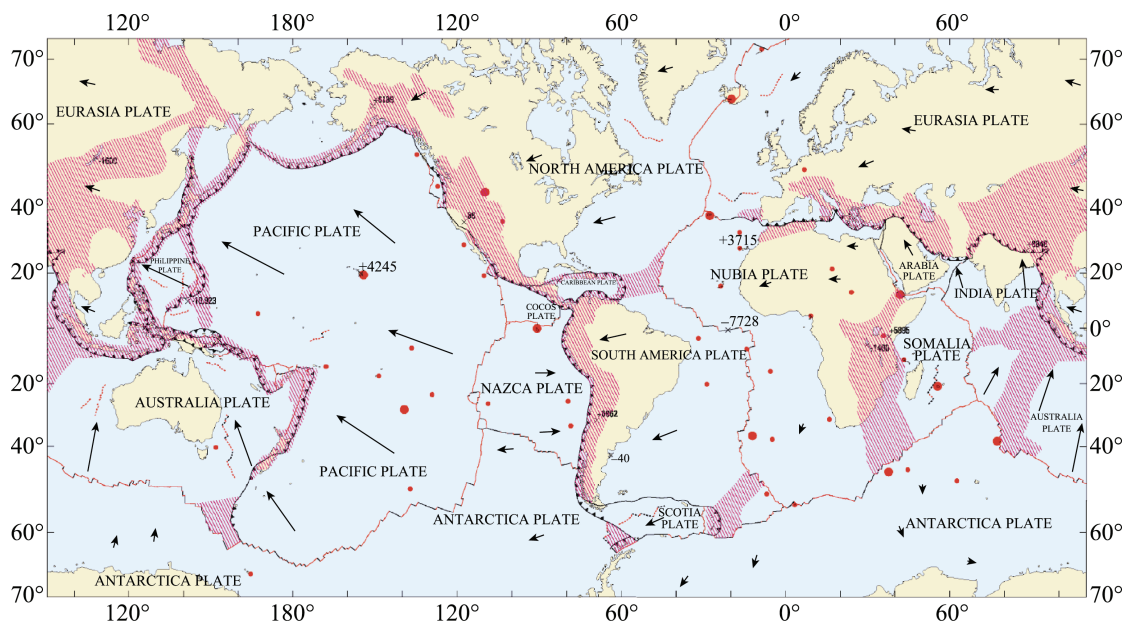 120° 180° 120° 60° 0° 60°
70° 70°
EURASIA PLATE
60° 60°
EURASIA PLATE
NORTH AMERICA PLATE
40° 40°
PACIFIC PLATE
+3715
PHILIPPINE
PLATE
+4245
20° 20°
NUBIA PLATE
ARABIA
PLATE
CARIBBEAN PLATE
INDIA PLATE
COCOS
PLATE
-7728
0° 0°
SOMALIA
PLATE
SOUTH AMERICA PLATE
NAZCA PLATE
20° 20°
AUSTRALIA PLATE
AUSTRALIA
PLATE
40° 40°
-40
PACIFIC PLATE
SCOTIA
PLATE
ANTARCTICA PLATE
ANTARCTICA PLATE
60° 60°
ANTARCTICA PLATE
70° 70°
120° 180° 120° 60° 0° 60°